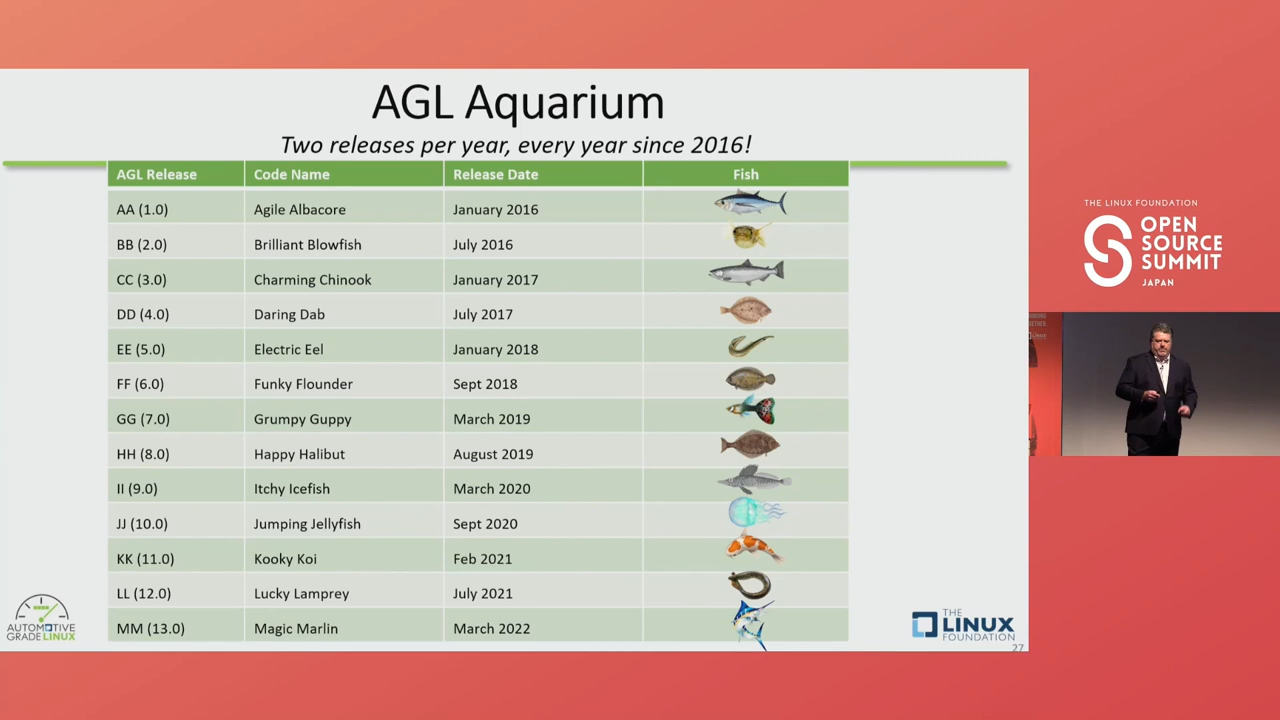 AGL Aquarium
Two releases per year, every year since 2016!
AGL Release Code Name Release Date Fish
AA (1.0) Agile Albacore January 2016
BB (2.0) Brilliant Blowfish July 2016
CC (3.0) Charming Chinook January 2017
DD (4.0) Daring Dab July 2017
EE (5.0) Electric Eel January 2018
FF (6.0) Funky Flounder Sept 2018
GG (7.0) Grumpy Guppy March 2019
HH (8.0) Happy Halibut August 2019
II (9.0) Itchy Icefish March 2020
JJ (10.0) Jumping Jellyfish Sept 2020
KK (11.0) Kooky Koi Feb 2021
LL (12.0) Lucky Lamprey July 2021
MM (13.0) Magic Marlin March 2022
AUTOMOTIVE
GRADE LINUX
THE
LINUX
FOUNDATION
27
THE LINUX FOUNDATION
OPEN
SOURCE
SUMMIT
JAPAN